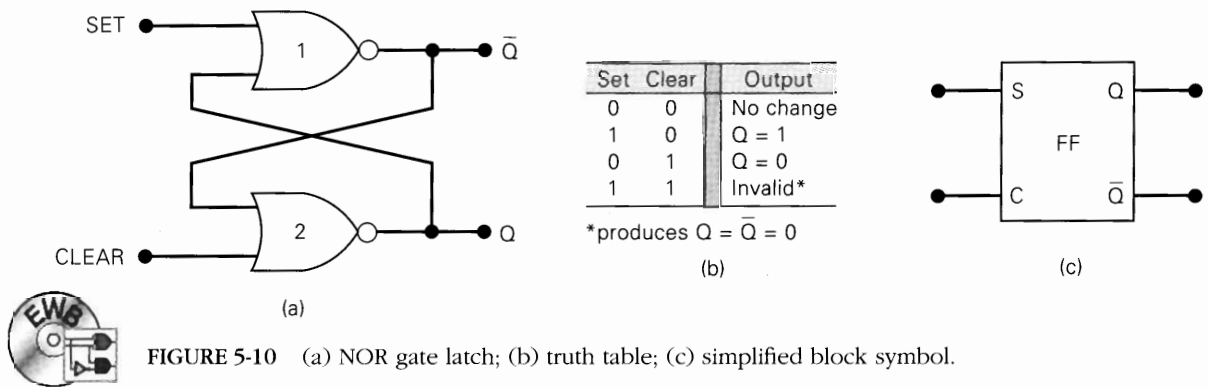 SET
1
Q̅
2
Q
CLEAR
(a)
Set Clear Output
0 0 No change
1 0 Q = 1
0 1 Q = 0
1 1 Invalid*
*produces Q = Q̅ = 0
(b)
S Q
FF
C Q̅
(c)
EWB
FIGURE 5-10 (a) NOR gate latch; (b) truth table; (c) simplified block symbol.